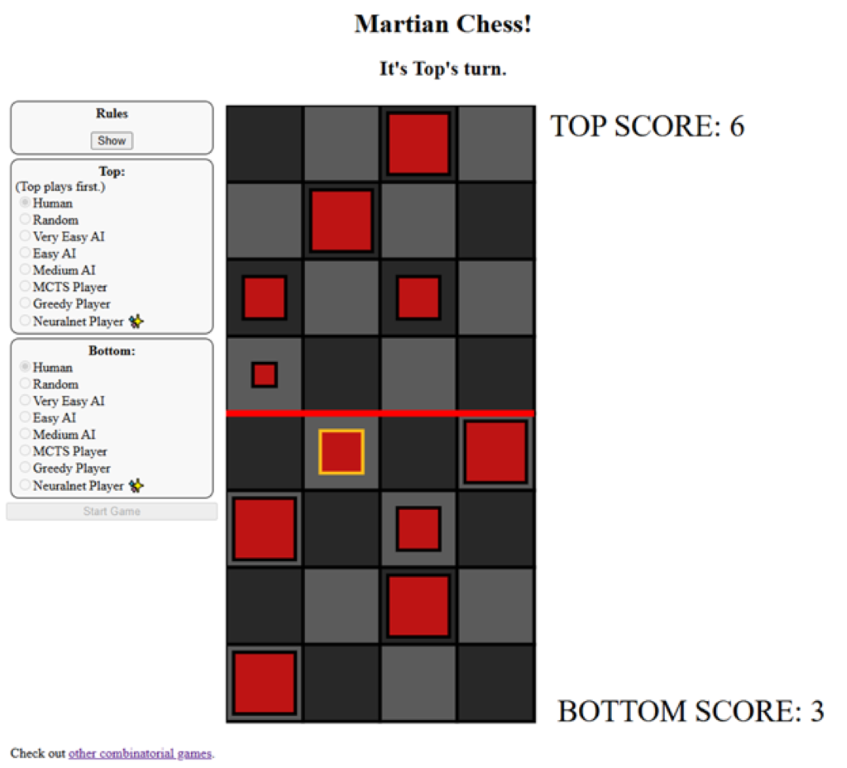 Martian Chess!
It's Top's turn.
Rules
Show
Top:
(Top plays first.)
Human
Random
Very Easy AI
Easy AI
Medium AI
MCTS Player
Greedy Player
Neuralnet Player
Bottom:
Human
Random
Very Easy AI
Easy AI
Medium AI
MCTS Player
Greedy Player
Neuralnet Player
Start Game
TOP SCORE: 6
BOTTOM SCORE: 3
Check out other combinatorial games.